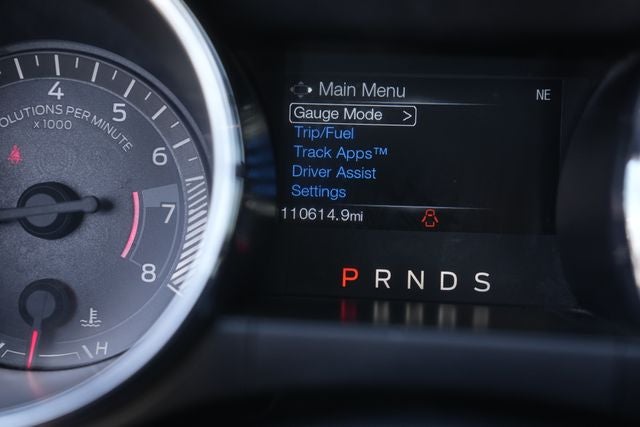 Main Menu
NE
Gauge Mode >
Trip/Fuel
Track Apps™
Driver Assist
Settings
110614.9mi
P R N D S
4
5
6
7
8
OLUTIONS PER MINUTE
x 1000
H